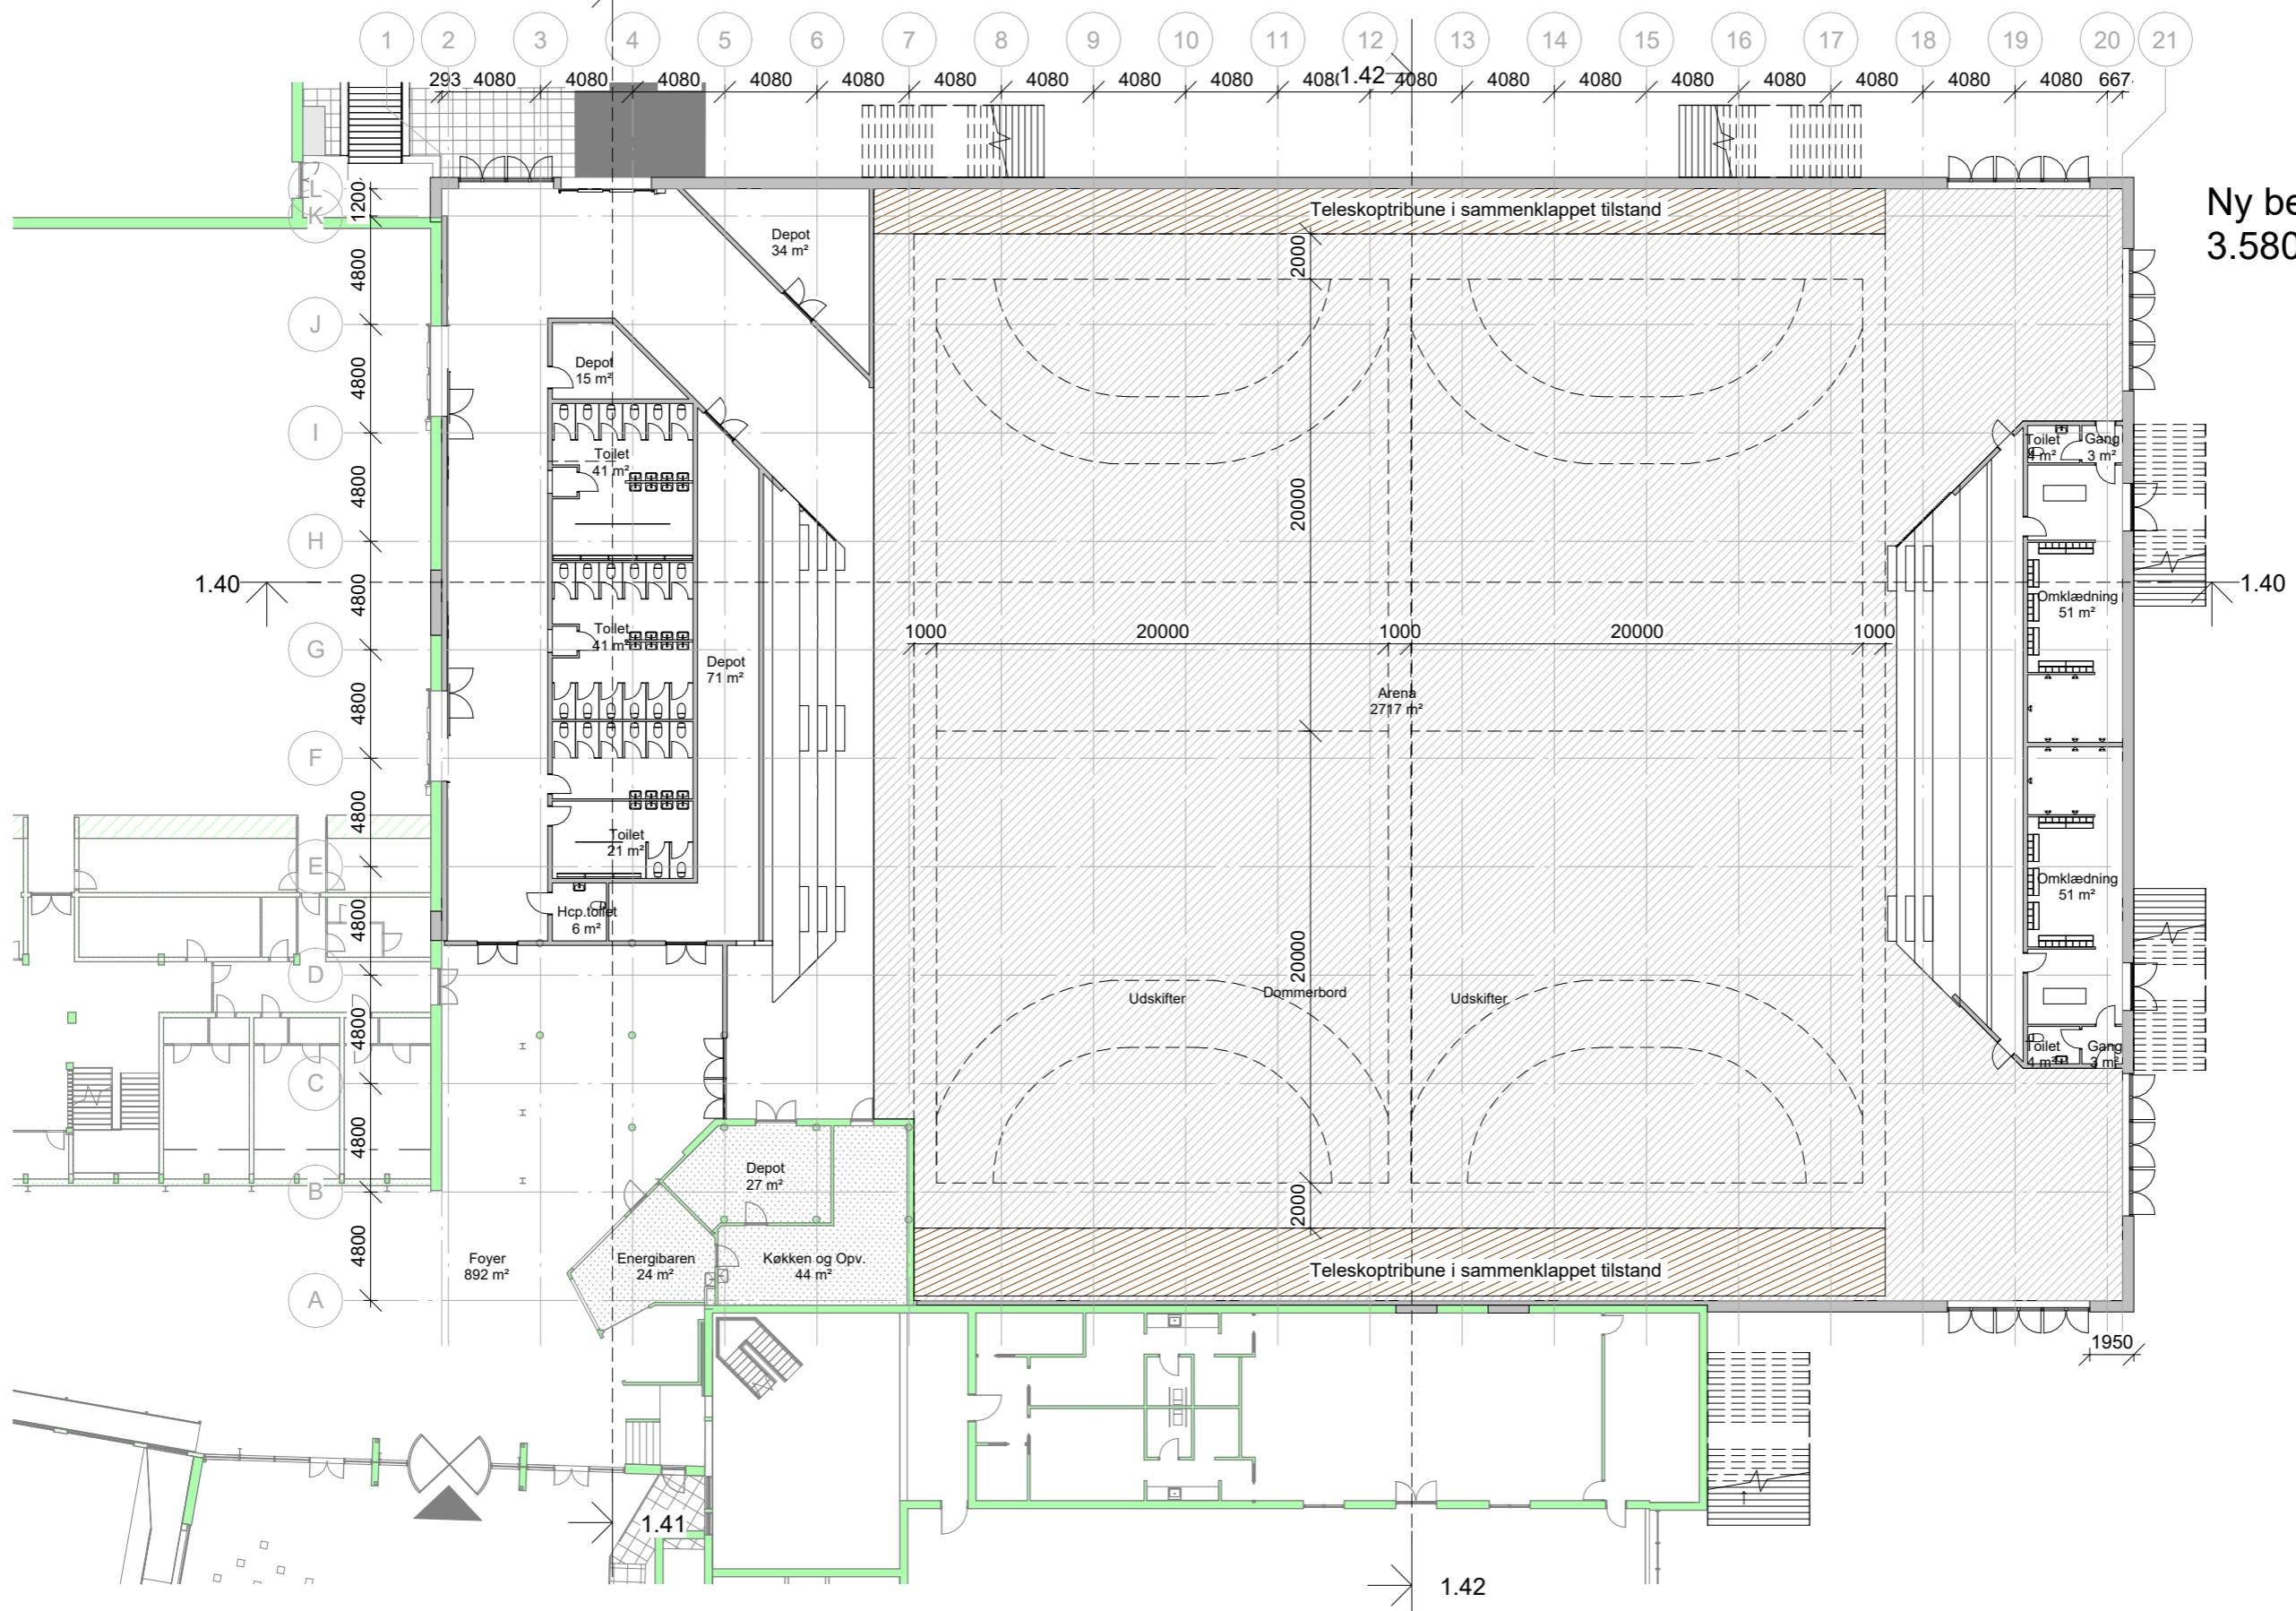 1 2 3 4 5 6 7 8 9 10 11 12 13 14 15 16 17 18 19 20 21
293 4080 4080 4080 4080 4080 4080 4080 4080 4080 4080 1.42 4080 4080 4080 4080 4080 4080 4080 4080 667
L
1200
K
Teleskoptribune i sammenklappet tilstand
Ny be
3.580
Depot
34 m²
2000
4800
J
Depot
15 m²
4800
I
Toilet
41 m²
Toilet
4 m²
Gang
3 m²
4800
20000
H
1.40
4800
1.40
Omklædning
51 m²
Toilet
41 m²
G
1000 20000 1000 20000 1000
Depot
71 m²
4800
Arena
2717 m²
F
4800
Toilet
21 m²
E
Omklædning
51 m²
Hcp.toilet
6 m²
4800
20000
D
Udskifter
Dommerbord
Udskifter
4800
Toilet
4 m²
Gang
3 m²
C
4800
Depot
27 m²
B
2000
4800
Foyer
892 m²
Energibaren
24 m²
Køkken og Opv.
44 m²
Teleskoptribune i sammenklappet tilstand
A
1950
1.41
1.42